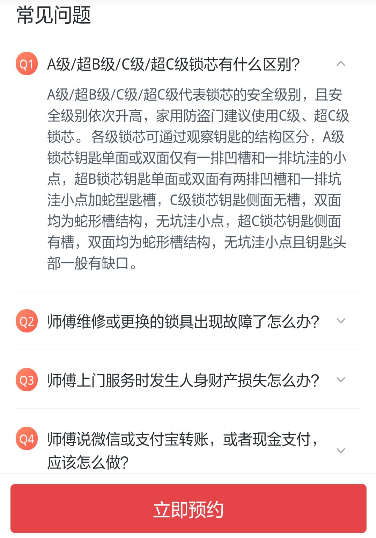 常见问题
Q1 A级/超B级/C级/超C级锁芯有什么区别?
A级/超B级/C级/超C级代表锁芯的安全级别，且安
全级别依次升高，家用防盗门建议使用C级、超C级
锁芯。各级锁芯可通过观察钥匙的结构区分，A级
锁芯钥匙单面或双面仅有一排凹槽和一排坑洼的小
点，超B锁芯钥匙单面或双面有两排凹槽和一排坑
洼小点加蛇型匙槽，C级锁芯钥匙侧面无槽，双面
均为蛇形槽结构，无坑洼小点，超C锁芯钥匙侧面
有槽，双面均为蛇形槽结构，无坑洼小点且钥匙头
部一般有缺口。
Q2 师傅维修或更换的锁具出现故障了怎么办?
Q3 师傅上门服务时发生人身财产损失怎么办?
Q4 师傅说微信或支付宝转账，或者现金支付，
应该怎么做?
立即预约